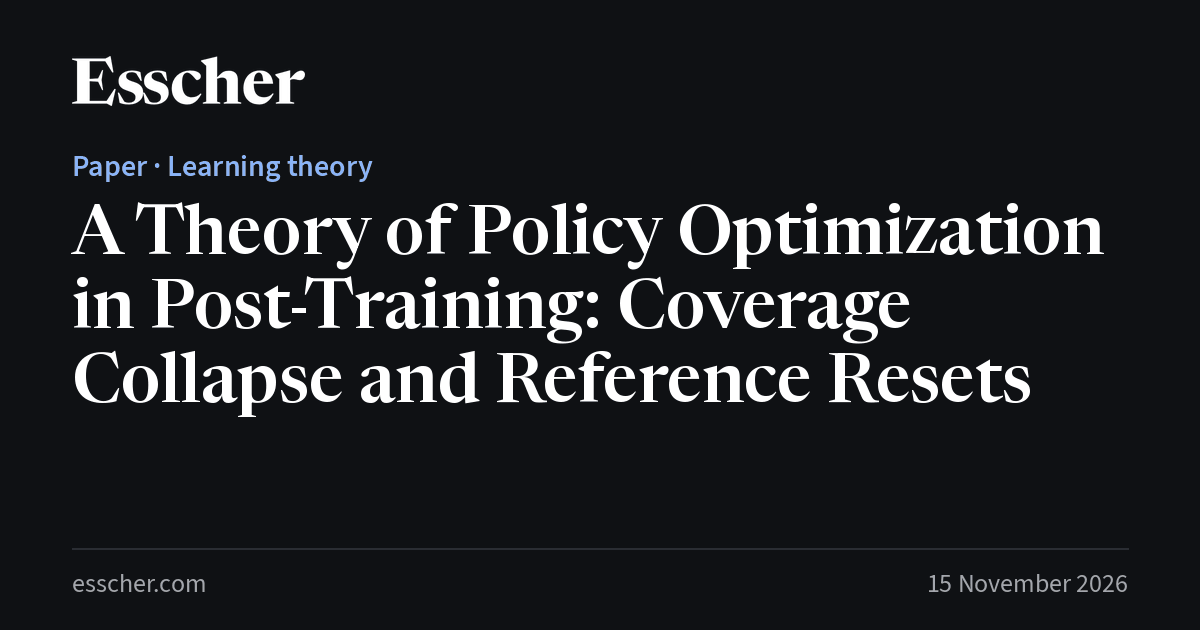 Esscher
Paper · Learning theory
A Theory of Policy Optimization
in Post-Training: Coverage
Collapse and Reference Resets
esscher.com
15 November 2026